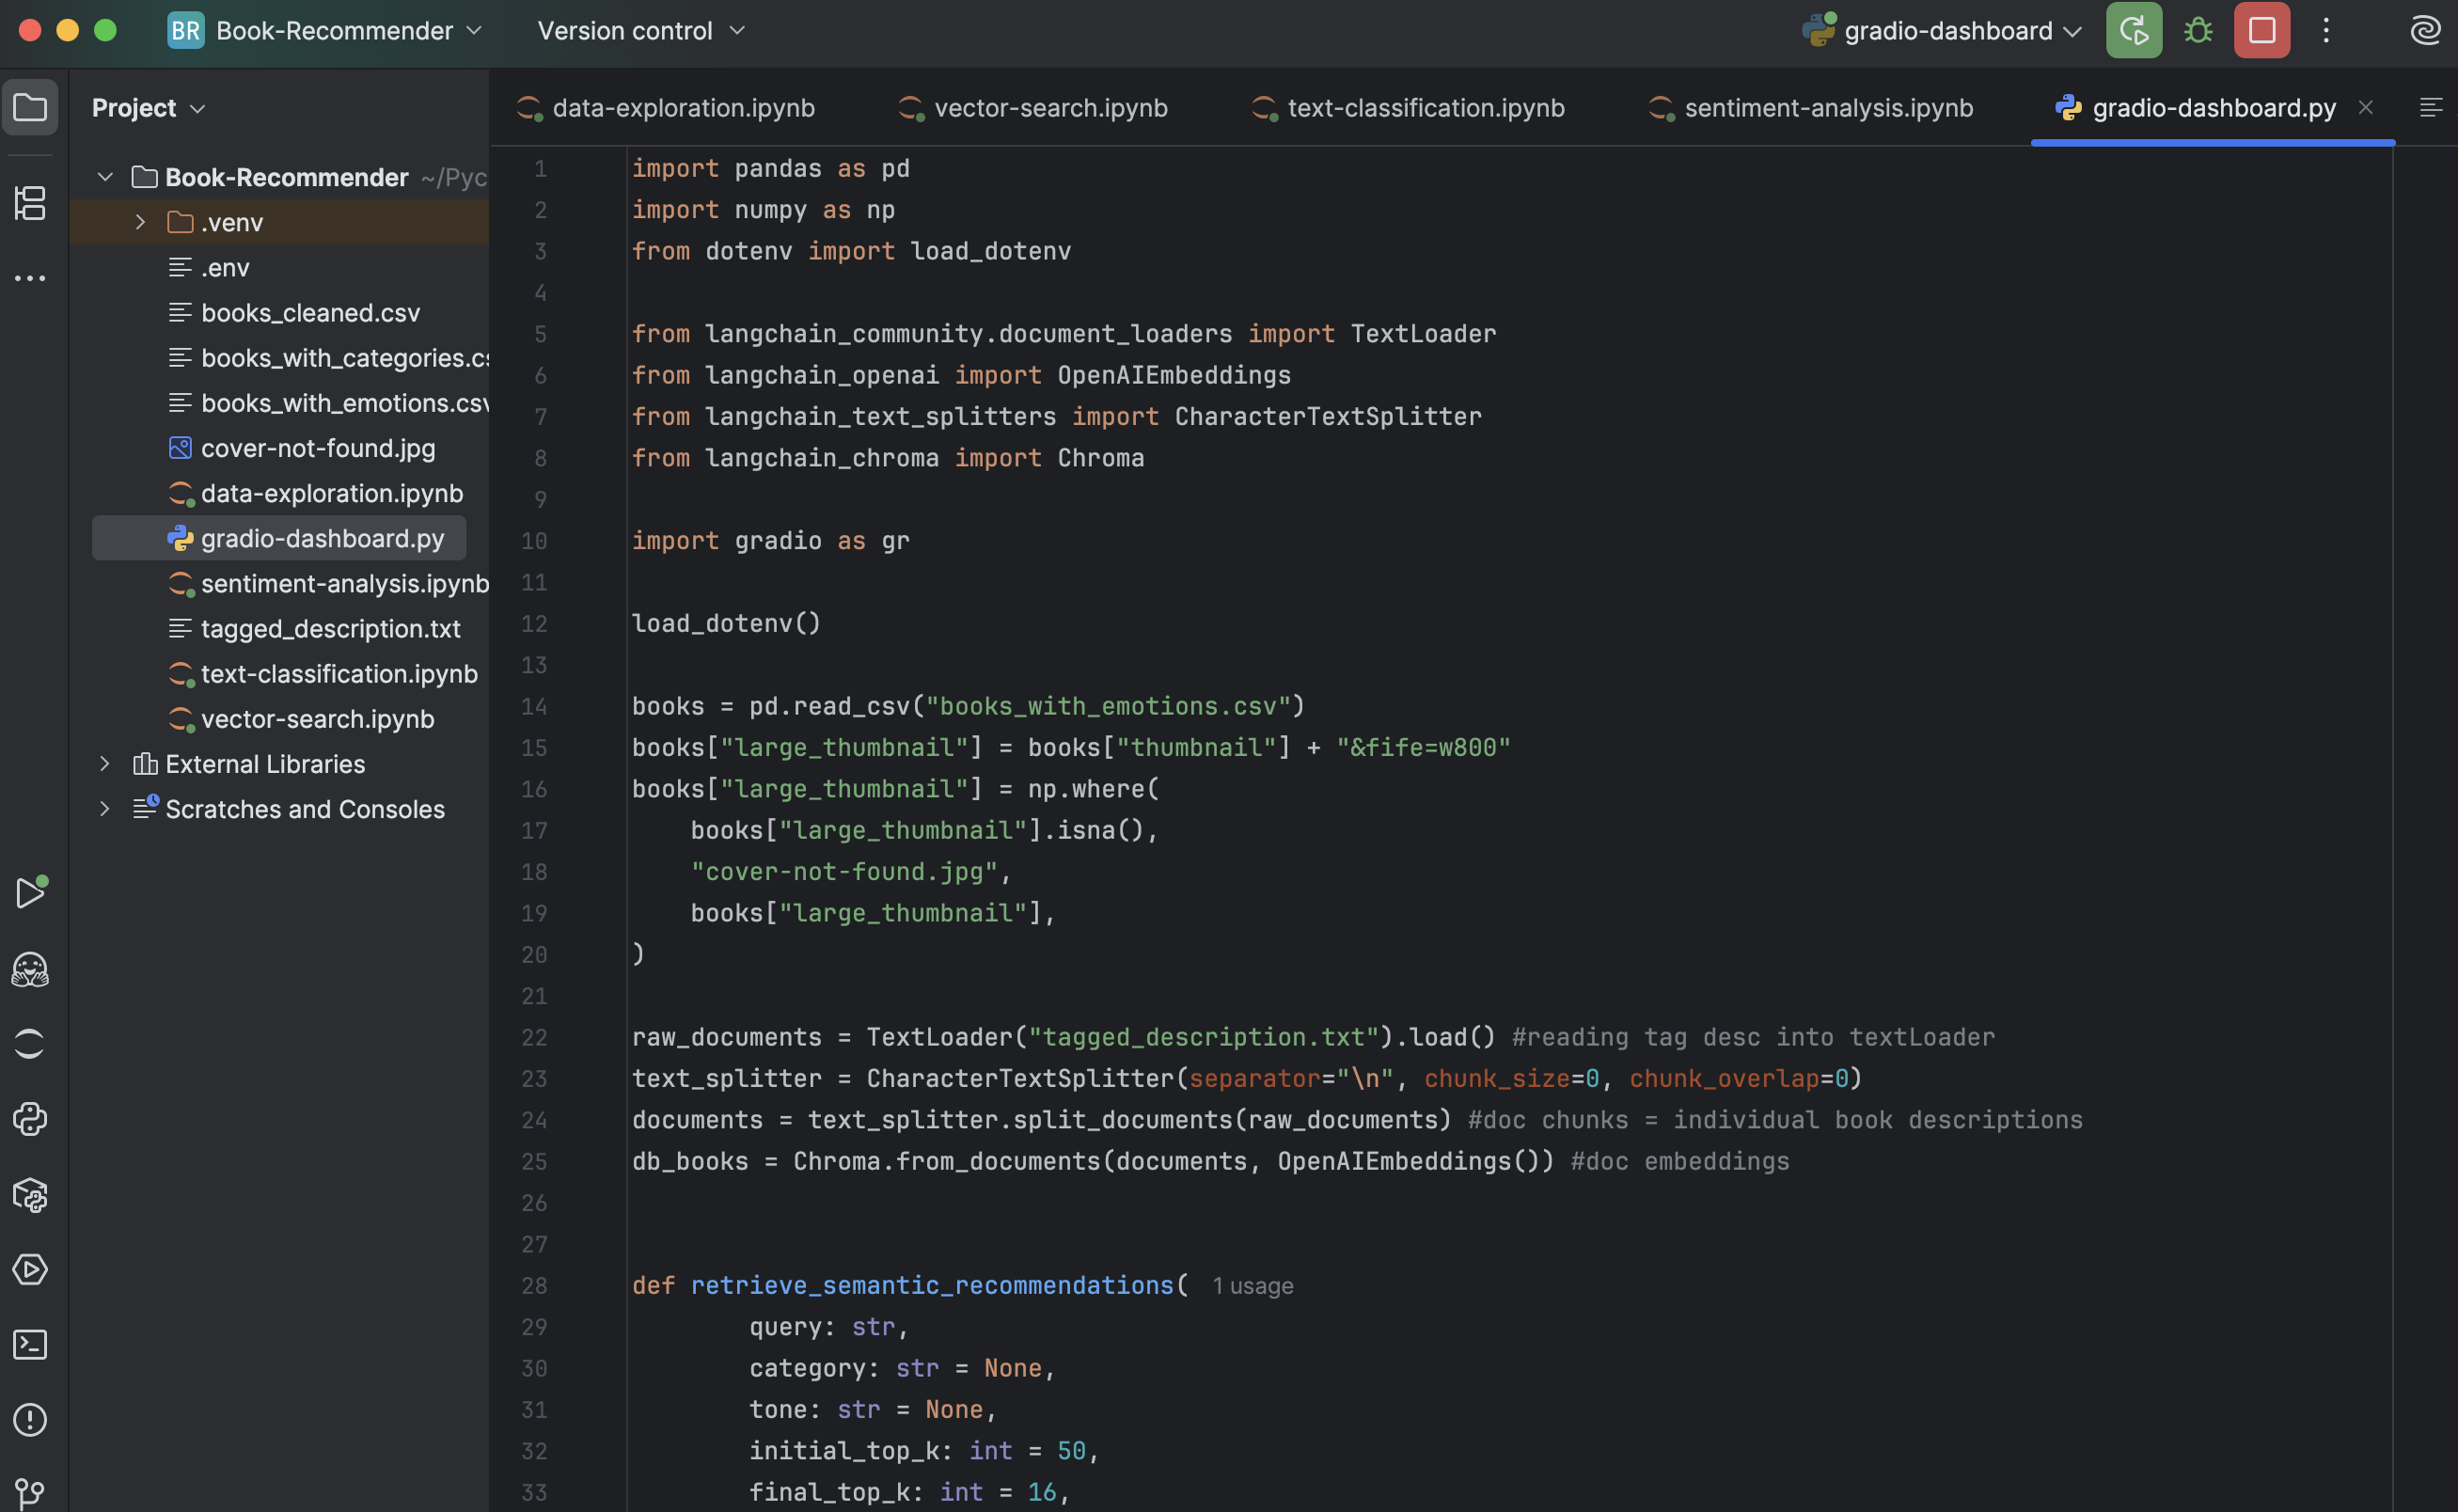 BR Book-Recommender Version control gradio-dashboard
Project
Book-Recommender ~/Pyc
.venv
.env
books_cleaned.csv
books_with_categories.cs
books_with_emotions.csv
cover-not-found.jpg
data-exploration.ipynb
gradio-dashboard.py
sentiment-analysis.ipynb
tagged_description.txt
text-classification.ipynb
vector-search.ipynb
External Libraries
Scratches and Consoles
data-exploration.ipynb vector-search.ipynb text-classification.ipynb sentiment-analysis.ipynb gradio-dashboard.py
1 import pandas as pd
2 import numpy as np
3 from dotenv import load_dotenv
4
5 from langchain_community.document_loaders import TextLoader
6 from langchain_openai import OpenAIEmbeddings
7 from langchain_text_splitters import CharacterTextSplitter
8 from langchain_chroma import Chroma
9
10 import gradio as gr
11
12 load_dotenv()
13
14 books = pd.read_csv("books_with_emotions.csv")
15 books["large_thumbnail"] = books["thumbnail"] + "&fife=w800"
16 books["large_thumbnail"] = np.where(
17     books["large_thumbnail"].isna(),
18     "cover-not-found.jpg",
19     books["large_thumbnail"],
20 )
21
22 raw_documents = TextLoader("tagged_description.txt").load() #reading tag desc into textLoader
23 text_splitter = CharacterTextSplitter(separator="\n", chunk_size=0, chunk_overlap=0)
24 documents = text_splitter.split_documents(raw_documents) #doc chunks = individual book descriptions
25 db_books = Chroma.from_documents(documents, OpenAIEmbeddings()) #doc embeddings
26
27
28 def retrieve_semantic_recommendations( 1 usage
29         query: str,
30         category: str = None,
31         tone: str = None,
32         initial_top_k: int = 50,
33         final_top_k: int = 16,